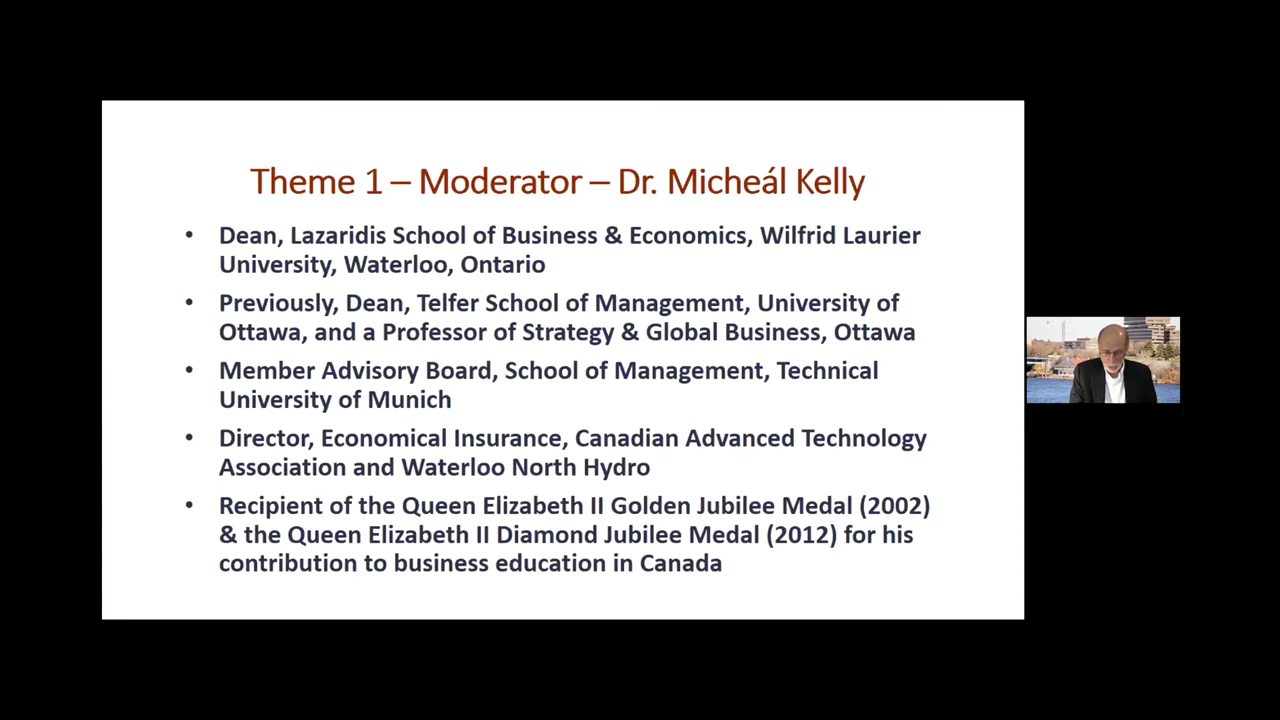 Theme 1 – Moderator – Dr. Micheál Kelly
• Dean, Lazaridis School of Business & Economics, Wilfrid Laurier
University, Waterloo, Ontario
• Previously, Dean, Telfer School of Management, University of
Ottawa, and a Professor of Strategy & Global Business, Ottawa
• Member Advisory Board, School of Management, Technical
University of Munich
• Director, Economical Insurance, Canadian Advanced Technology
Association and Waterloo North Hydro
• Recipient of the Queen Elizabeth II Golden Jubilee Medal (2002)
& the Queen Elizabeth II Diamond Jubilee Medal (2012) for his
contribution to business education in Canada